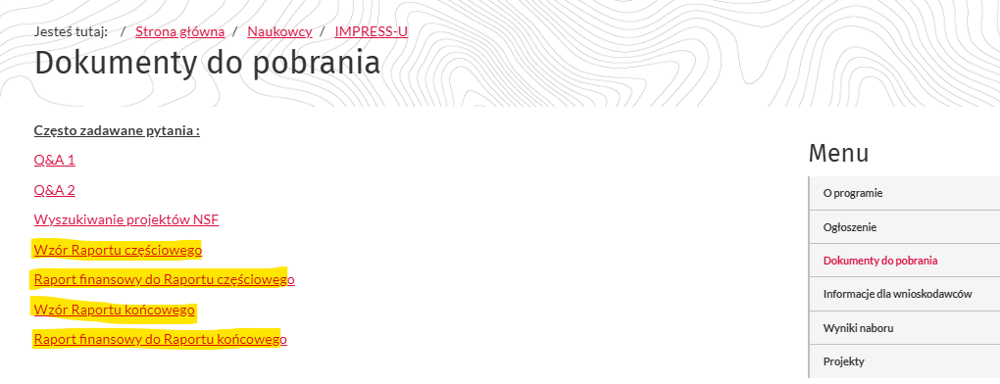 Jesteś tutaj: / Strona główna / Naukowcy / IMPRESS-U
Dokumenty do pobrania
Często zadawane pytania :
Q&A 1
Q&A 2
Wyszukiwanie projektów NSF
Wzór Raportu częściowego
Raport finansowy do Raportu częściowego
Wzór Raportu końcowego
Raport finansowy do Raportu końcowego
Menu
O programie
Ogłoszenie
Dokumenty do pobrania
Informacje dla wnioskodawców
Wyniki naboru
Projekty